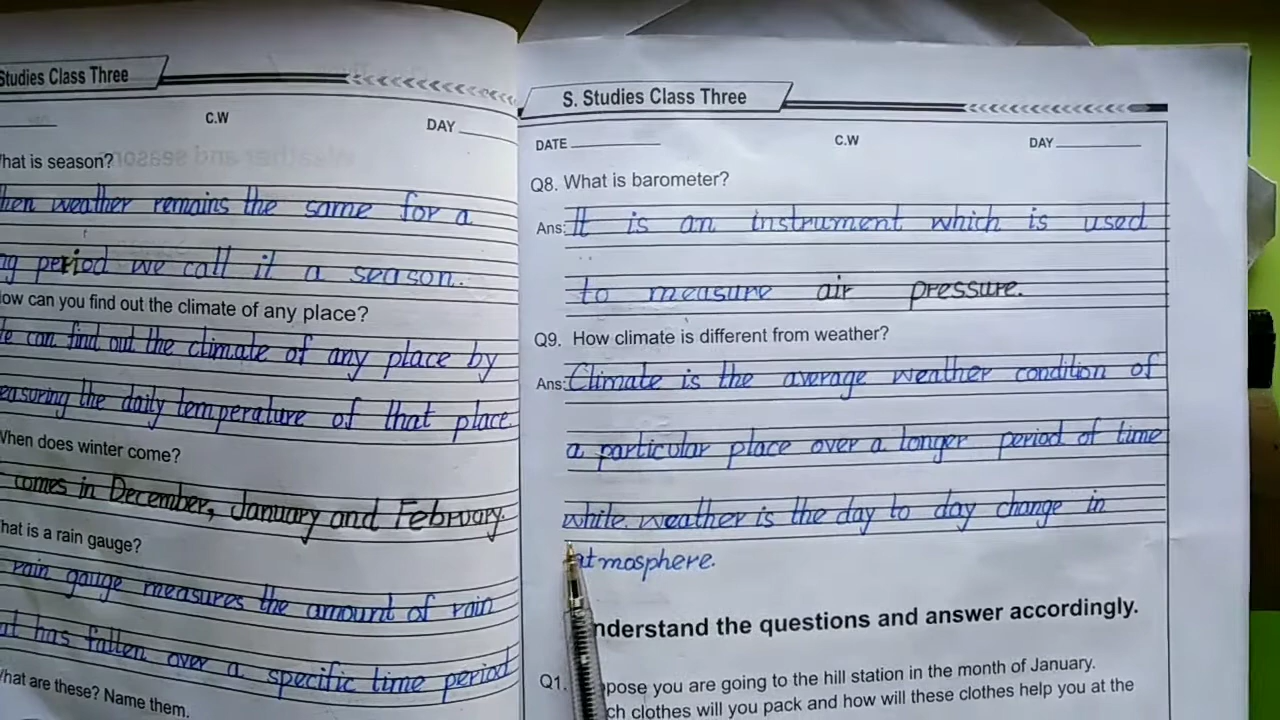 Studies Class Three
C.W
DAY
hat is season?
hen weather remains the same for a
ng period we call it a season.
ow can you find out the climate of any place?
e can find out the climate of any place by
easuring the daily temperature of that place
When does winter come?
comes in December, January and February.
hat is a rain gauge?
rain gauge measures the amount of rain
at has fallen over a specific time period
What are these? Name them.
S. Studies Class Three
DATE C.W DAY
Q8. What is barometer?
Ans: It is an instrument which is used
to measure air pressure.
Q9. How climate is different from weather?
Ans: Climate is the average weather condition of
a particular place over a longer period of time
while weather is the day to day change in
atmosphere.
nderstand the questions and answer accordingly.
Q1. pose you are going to the hill station in the month of January.
ch clothes will you pack and how will these clothes help you at the